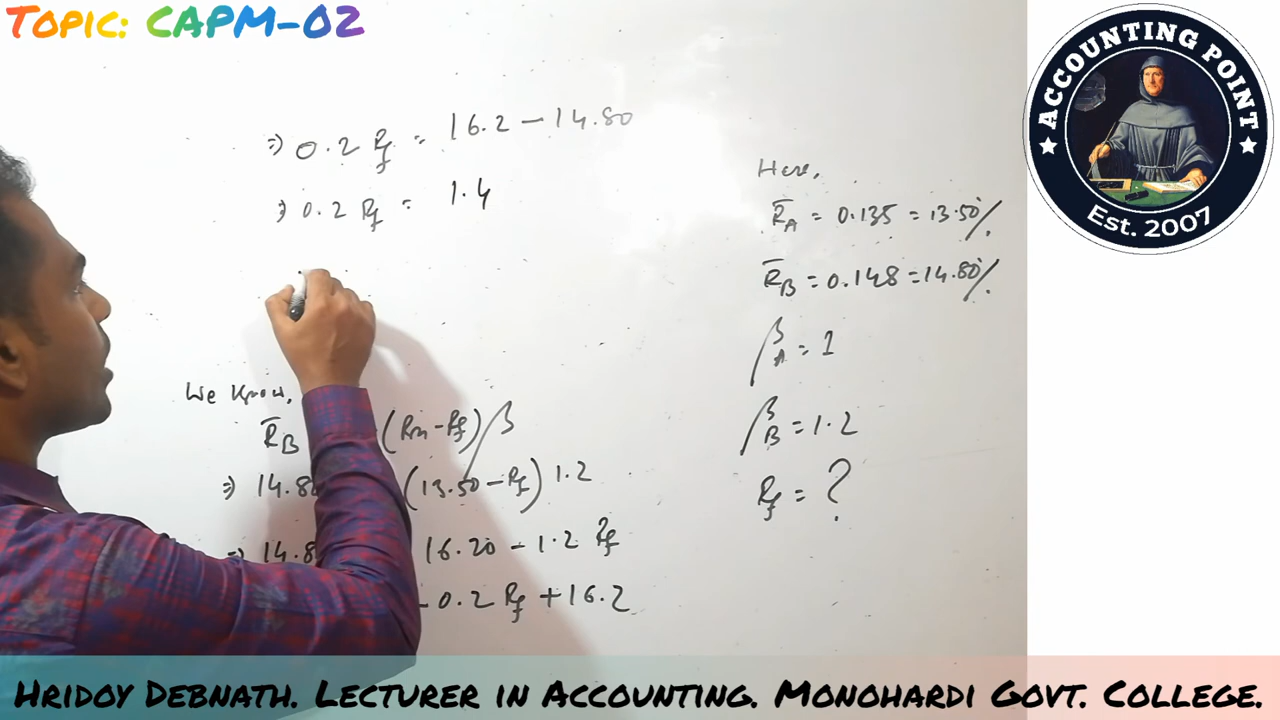 Topic: CAPM-02
ACCOUNTING POINT
Est. 2007
⇒ 0.2 Rf = 16.2 − 14.80
⇒ 0.2 Rf = 1.4
Here,
R̄A = 0.135 = 13.50%
R̄B = 0.148 = 14.80%
βA = 1
βB = 1.2
Rf = ?
We Know,
R̄B (Rm − Rf) β
⇒ 14.80 (13.50 − Rf) 1.2
⇒ 14.8 16.20 − 1.2 Rf
− 0.2 Rf + 16.2
Hridoy Debnath. Lecturer in Accounting. Monohardi Govt. College.